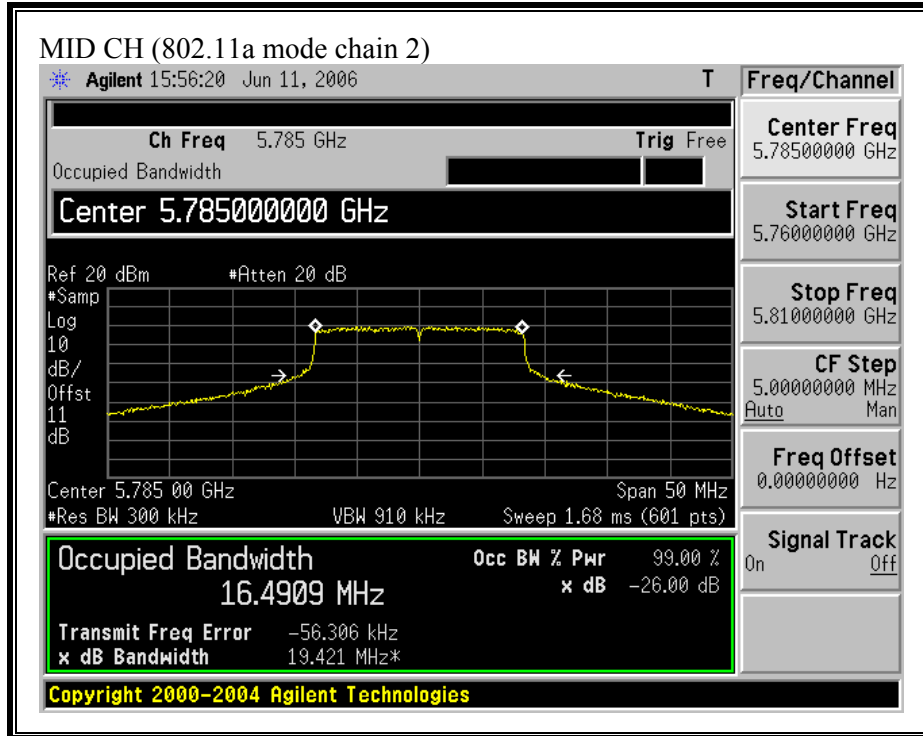 MID CH (802.11a mode chain 2)
Agilent 15:56:20 Jun 11, 2006 T
Freq/Channel
Ch Freq 5.785 GHz Trig Free
Occupied Bandwidth
Center 5.785000000 GHz
Ref 20 dBm #Atten 20 dB
#Samp
Log
10
dB/
Offst
11
dB
Center 5.785 00 GHz Span 50 MHz
#Res BW 300 kHz VBW 910 kHz Sweep 1.68 ms (601 pts)
Occupied Bandwidth Occ BW % Pwr 99.00 %
16.4909 MHz x dB -26.00 dB
Transmit Freq Error -56.306 kHz
x dB Bandwidth 19.421 MHz*
Center Freq
5.78500000 GHz
Start Freq
5.76000000 GHz
Stop Freq
5.81000000 GHz
CF Step
5.00000000 MHz
Auto Man
Freq Offset
0.00000000 Hz
Signal Track
On Off
Copyright 2000-2004 Agilent Technologies